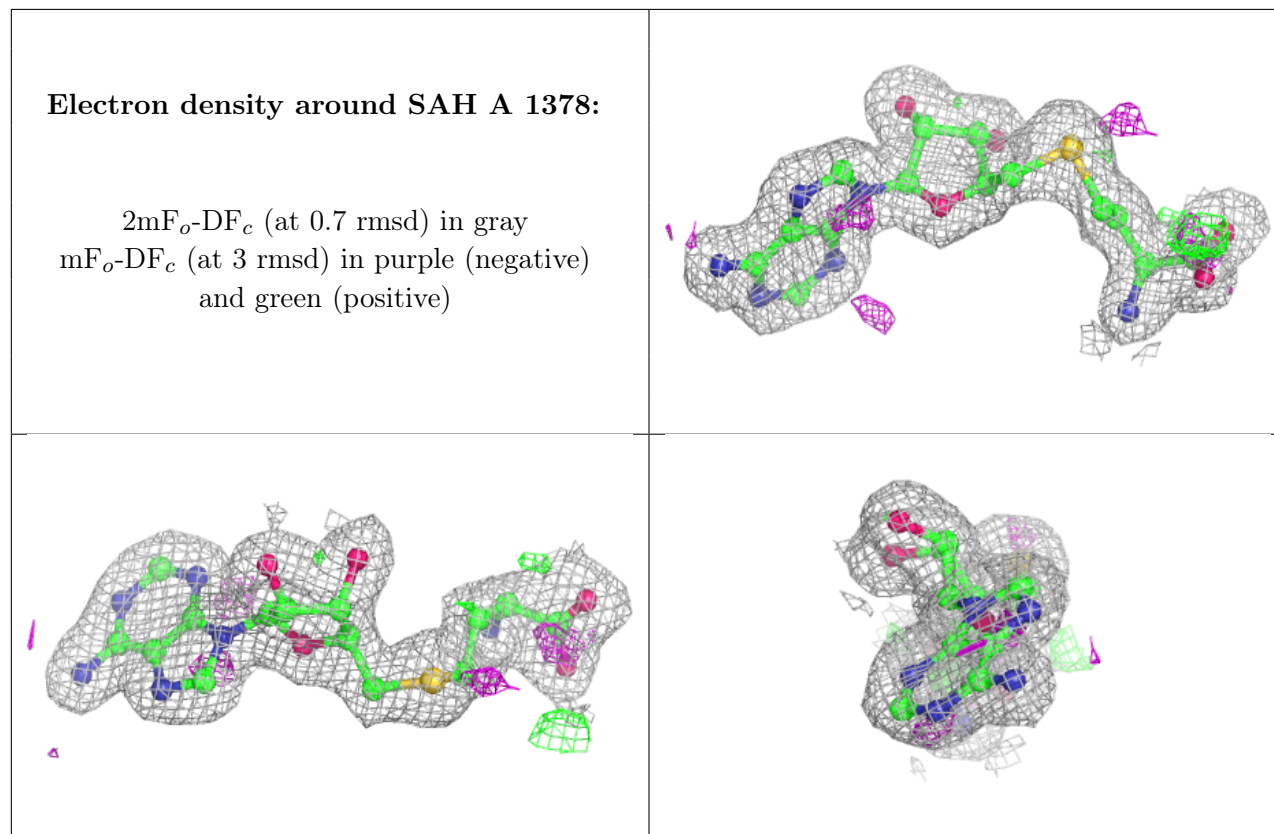 Electron density around SAH A 1378:
2mFo-DFc (at 0.7 rmsd) in gray
mFo-DFc (at 3 rmsd) in purple (negative)
and green (positive)